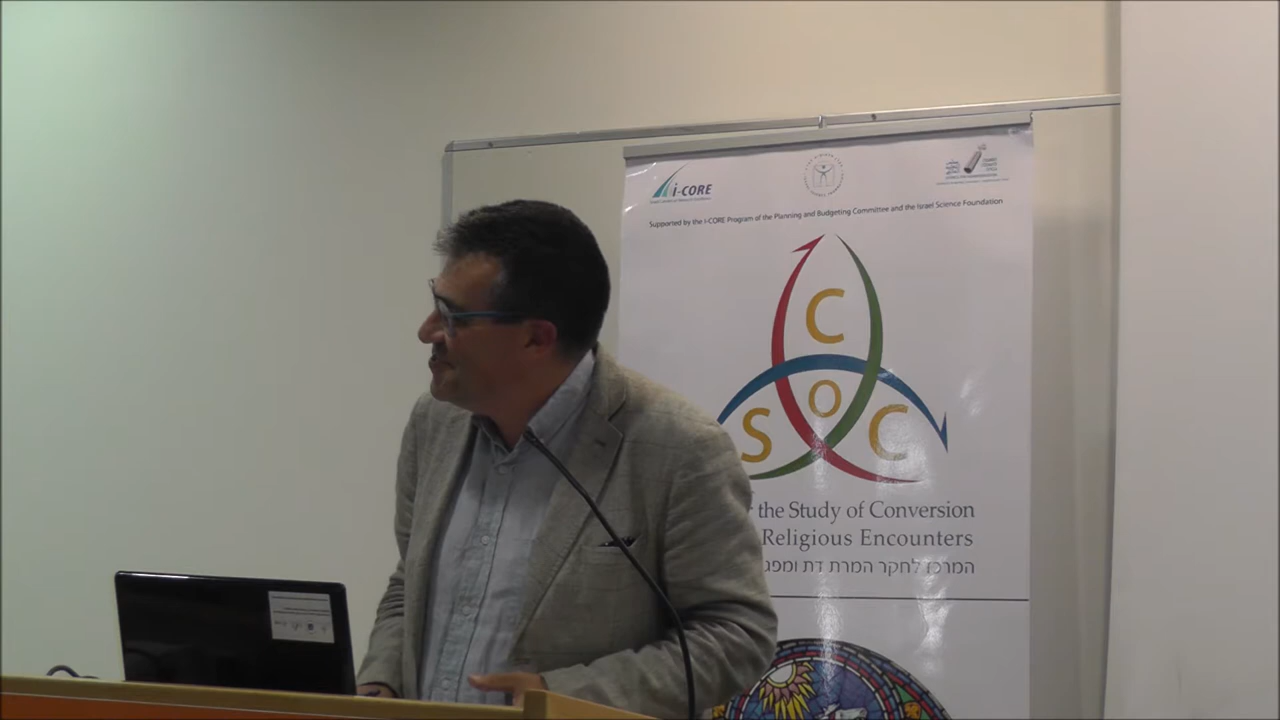 i-CORE
Supported by the I-CORE Program of the Planning and Budgeting Committee and the Israel Science Foundation
C
S O C
the Study of Conversion
Religious Encounters
המרכז לחקר המרת דת ומפג